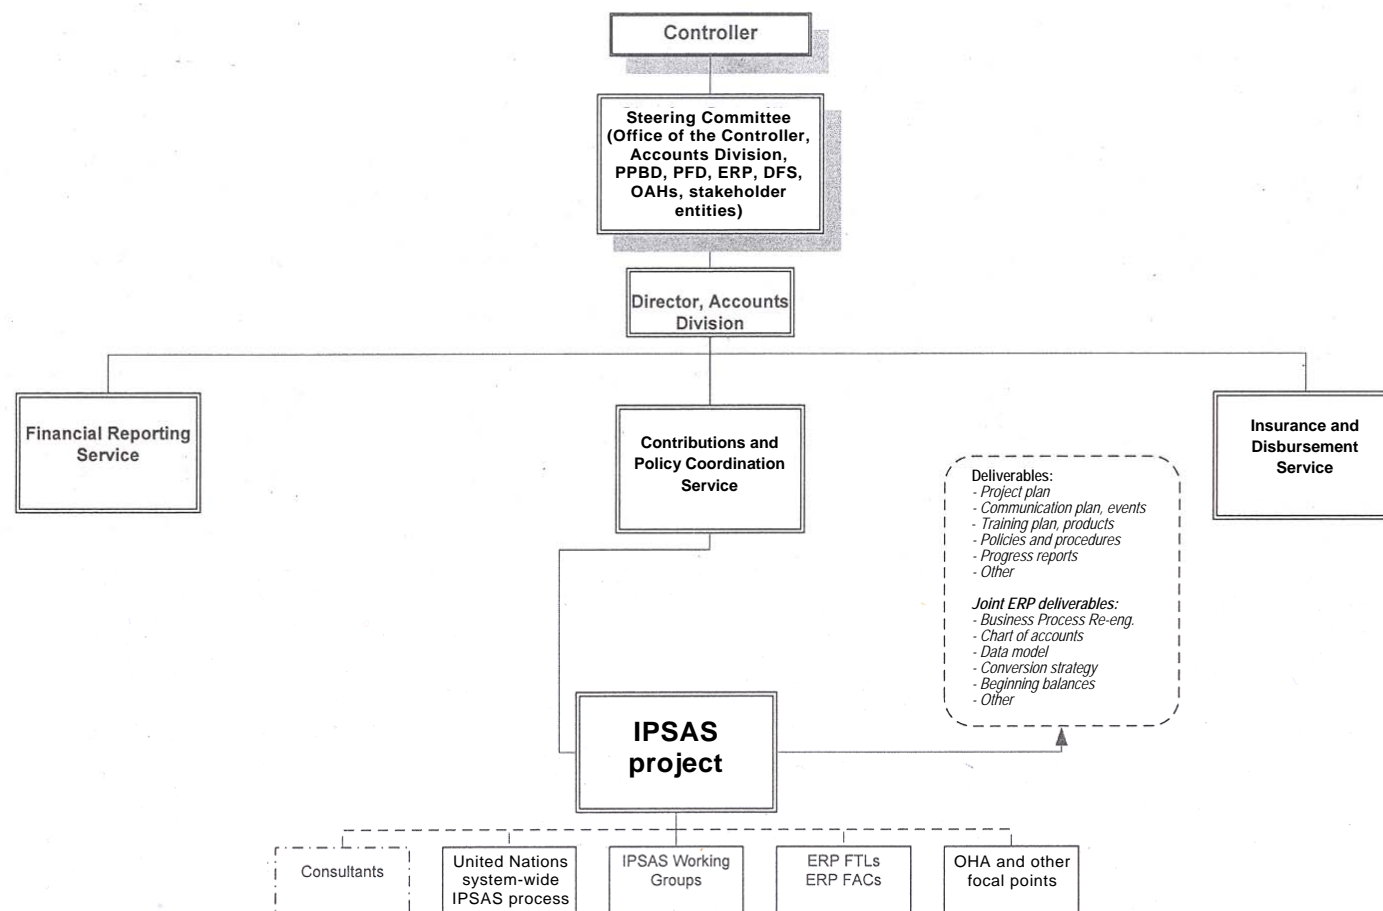 Controller
Steering Committee
(Office of the Controller,
Accounts Division,
PPBD, PFD, ERP, DFS,
OAHs, stakeholder
entities)
Director, Accounts
Division
Financial Reporting
Service
Contributions and
Policy Coordination
Service
Insurance and
Disbursement
Service
Deliverables:
- Project plan
- Communication plan, events
- Training plan, products
- Policies and procedures
- Progress reports
- Other
Joint ERP deliverables:
- Business Process Re-eng.
- Chart of accounts
- Data model
- Conversion strategy
- Beginning balances
- Other
IPSAS
project
Consultants
United Nations
system-wide
IPSAS process
IPSAS Working
Groups
ERP FTLs
ERP FACs
OHA and other
focal points